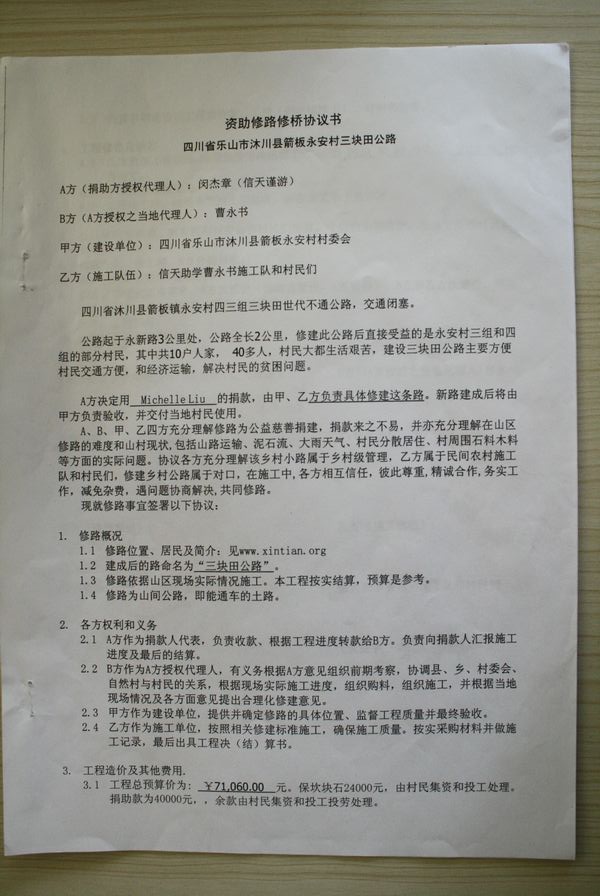 资助修路修桥协议书
四川省乐山市沐川县箭板永安村三块田公路
A方（捐助方授权代理人）：闵杰章（信天谨游）
B方（A方授权之当地代理人）：曹永书
甲方（建设单位）：四川省乐山市沐川县箭板永安村村委会
乙方（施工队伍）：信天助学曹永书施工队和村民们
四川省沐川县箭板镇永安村四三组三块田世代不通公路，交通闭塞。
公路起于永新路3公里处，公路全长2公里，修建此公路后直接受益的是永安村三组和四
组的部分村民，其中共10户人家， 40多人，村民大都生活艰苦，建设三块田公路主要方便
村民交通方便，和经济运输，解决村民的贫困问题。
A方决定用 Michelle Liu 的捐款，由甲、乙方负责具体修建这条路。新路建成后将由
甲方负责验收，并交付当地村民使用。
A、B、甲、乙四方充分理解修路为公益慈善捐建，捐款来之不易，并亦充分理解在山区
修路的难度和山村现状,包括山路运输、泥石流、大雨天气、村民分散居住、村周围石料木料
等方面的实际问题。协议各方充分理解该乡村小路属于乡村级管理，乙方属于民间农村施工
队和村民们，修建乡村公路属于对口，在施工中,各方相互信任，彼此尊重,精诚合作,务实工
作，减免杂费，遇问题协商解决,共同修路。
现就修路事宜签署以下协议：
1. 修路概况
1.1 修路位置、居民及简介：见www.xintian.org
1.2 建成后的路命名为“三块田公路”。
1.3 修路依据山区现场实际情况施工。本工程按实结算，预算是参考。
1.4 修路为山间公路，即能通车的土路。
2. 各方权利和义务
2.1 A方作为捐款人代表，负责收款、根据工程进度转款给B方。负责向捐款人汇报施工
进度及最后的结算。
2.2 B方作为A方授权代理人，有义务根据A方意见组织前期考察，协调县、乡、村委会、
自然村与村民的关系，根据现场实际施工进度，组织购料，组织施工，并根据当地
现场情况及各方面意见提出合理化修建意见。
2.3 甲方作为建设单位，提供并确定修路的具体位置、监督工程质量并最终验收。
2.4 乙方作为施工单位，按照相关修建标准施工，确保施工质量。按实采购材料并做施
工记录，最后出具工程决（结）算书。
3. 工程造价及其他费用.
3.1 工程总预算价为: ￥71,060.00 元。保坎块石24000元，由村民集资和投工处理。
捐助款为40000元，，余款由村民集资和投工投劳处理。